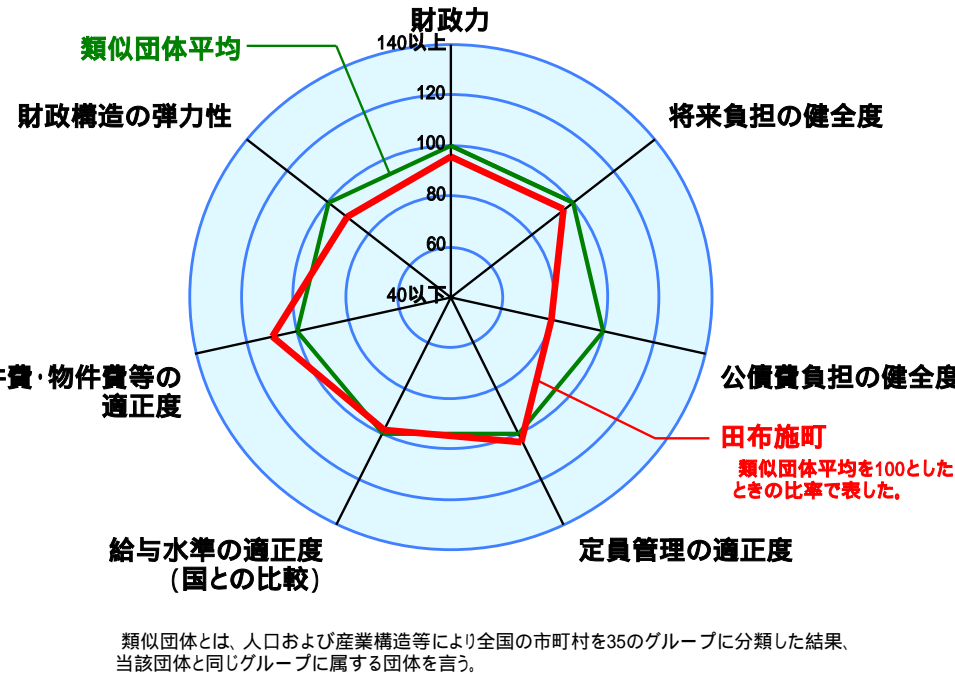 財政力
140以上
類似団体平均
120
財政構造の弾力性
将来負担の健全度
100
80
60
40以下
件費・物件費等の
適正度
公債費負担の健全度
田布施町
類似団体平均を100とした
ときの比率で表した。
給与水準の適正度
(国との比較)
定員管理の適正度
類似団体とは、人口および産業構造等により全国の市町村を35のグループに分類した結果、
当該団体と同じグループに属する団体を言う。